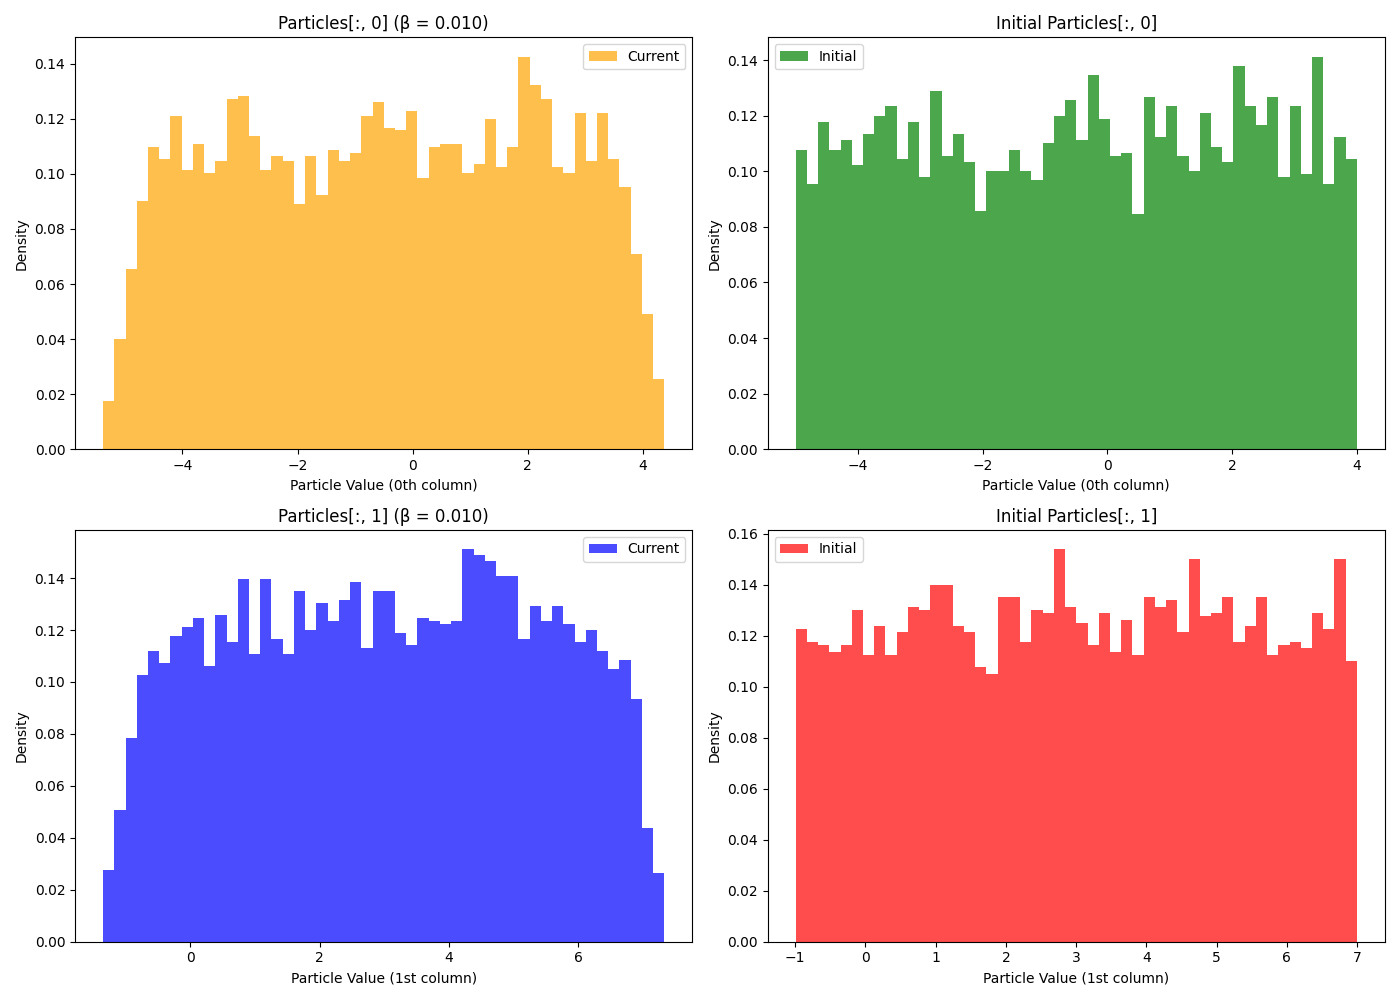 Particles[:, 0] (β = 0.010)
Current
Density
0.14
0.12
0.10
0.08
0.06
0.04
0.02
0.00
−4 −2 0 2 4
Particle Value (0th column)
Initial Particles[:, 0]
Initial
Density
0.14
0.12
0.10
0.08
0.06
0.04
0.02
0.00
−4 −2 0 2 4
Particle Value (0th column)
Particles[:, 1] (β = 0.010)
Current
Density
0.14
0.12
0.10
0.08
0.06
0.04
0.02
0.00
0 2 4 6
Particle Value (1st column)
Initial Particles[:, 1]
Initial
Density
0.16
0.14
0.12
0.10
0.08
0.06
0.04
0.02
0.00
−1 0 1 2 3 4 5 6 7
Particle Value (1st column)